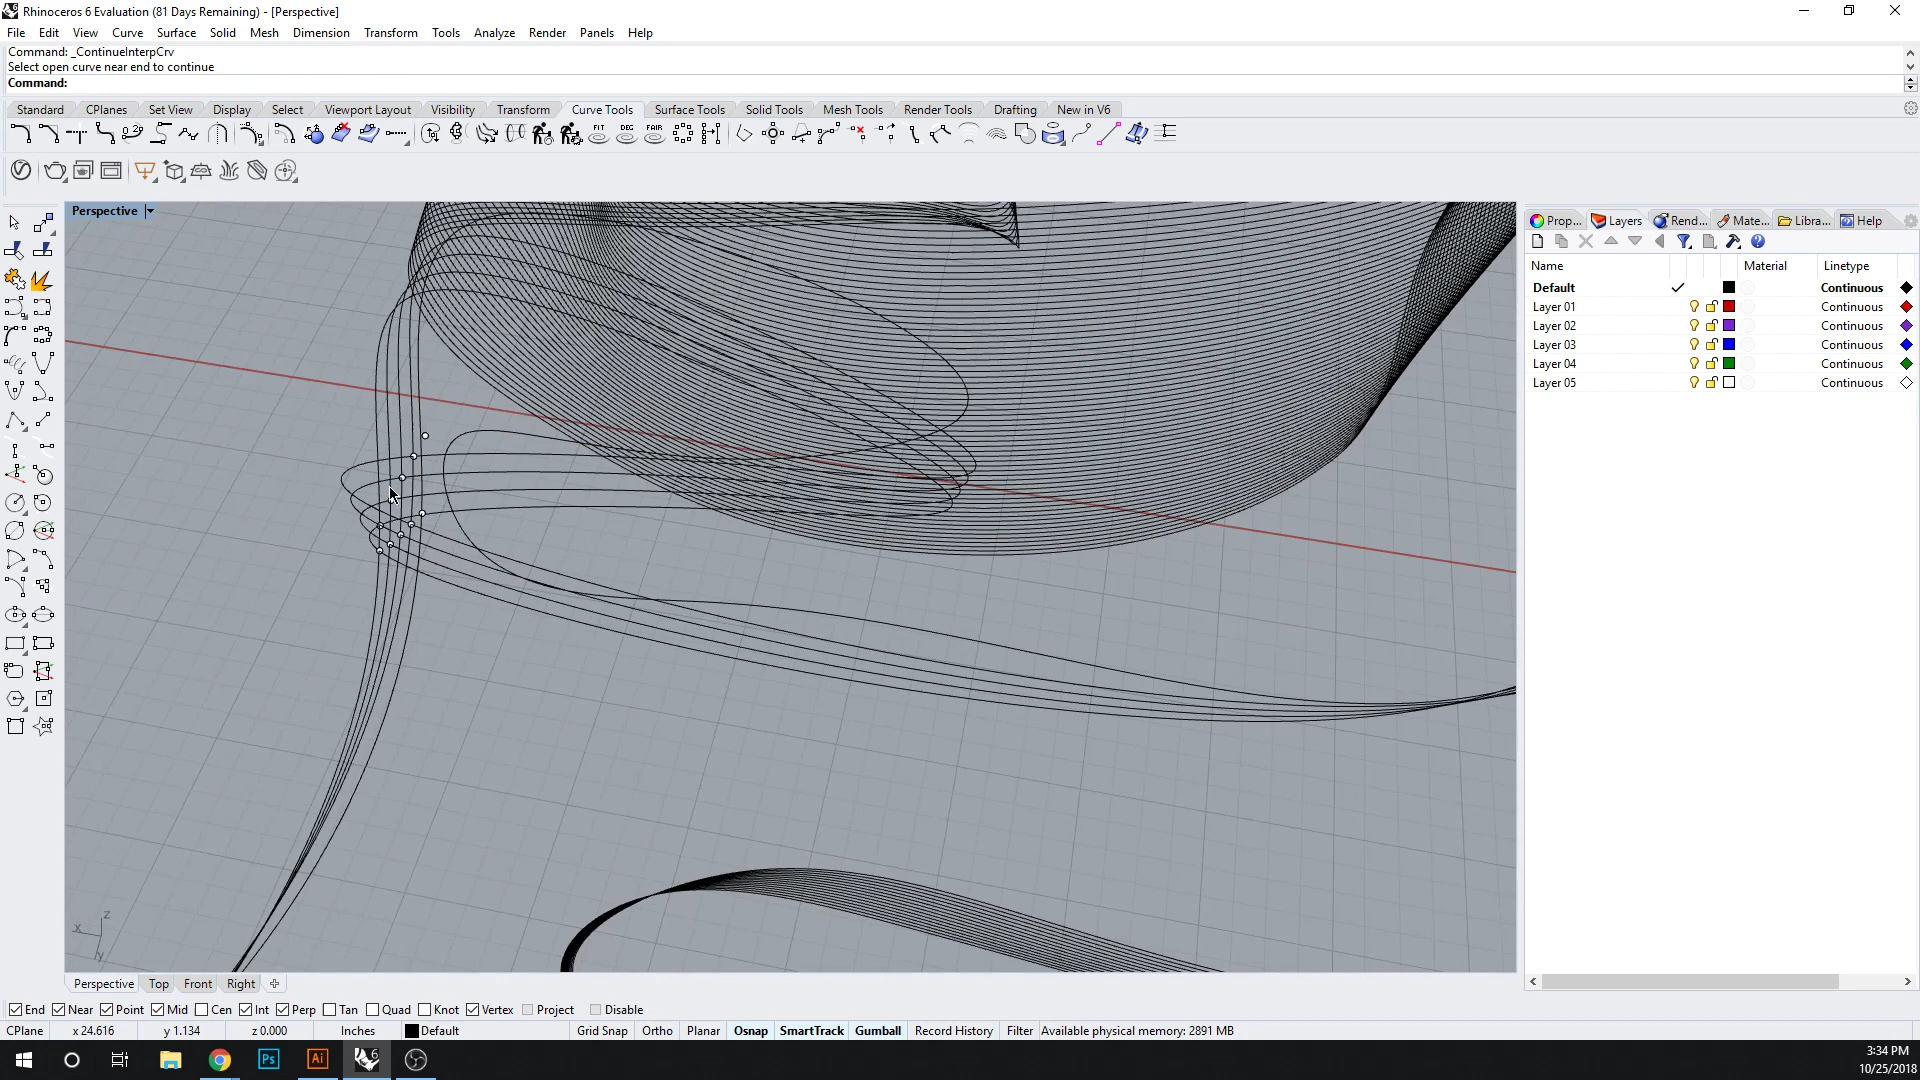 Rhinoceros 6 Evaluation (81 Days Remaining) - [Perspective]
File Edit View Curve Surface Solid Mesh Dimension Transform Tools Analyze Render Panels Help
Command: _ContinueInterpCrv
Select open curve near end to continue
Command:
Standard CPlanes Set View Display Select Viewport Layout Visibility Transform Curve Tools Surface Tools Solid Tools Mesh Tools Render Tools Drafting New in V6
FIT DEG FAIR
Perspective
Prop... Layers Rend... Mate... Libra... Help
Name Material Linetype
Default Continuous
Layer 01 Continuous
Layer 02 Continuous
Layer 03 Continuous
Layer 04 Continuous
Layer 05 Continuous
z
x
y
Perspective Top Front Right
End Near Point Mid Cen Int Perp Tan Quad Knot Vertex Project Disable
CPlane x 24.616 y 1.134 z 0.000 Inches Default Grid Snap Ortho Planar Osnap SmartTrack Gumball Record History Filter Available physical memory: 2891 MB
Ps Ai 6
3:34 PM
10/25/2018